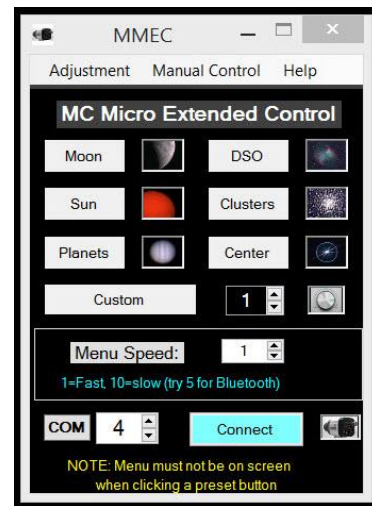 MMEC
Adjustment Manual Control Help
MC Micro Extended Control
Moon DSO
Sun Clusters
Planets Center
Custom 1
Menu Speed: 1
1=Fast, 10=slow (try 5 for Bluetooth)
COM 4 Connect
NOTE: Menu must not be on screen
when clicking a preset button